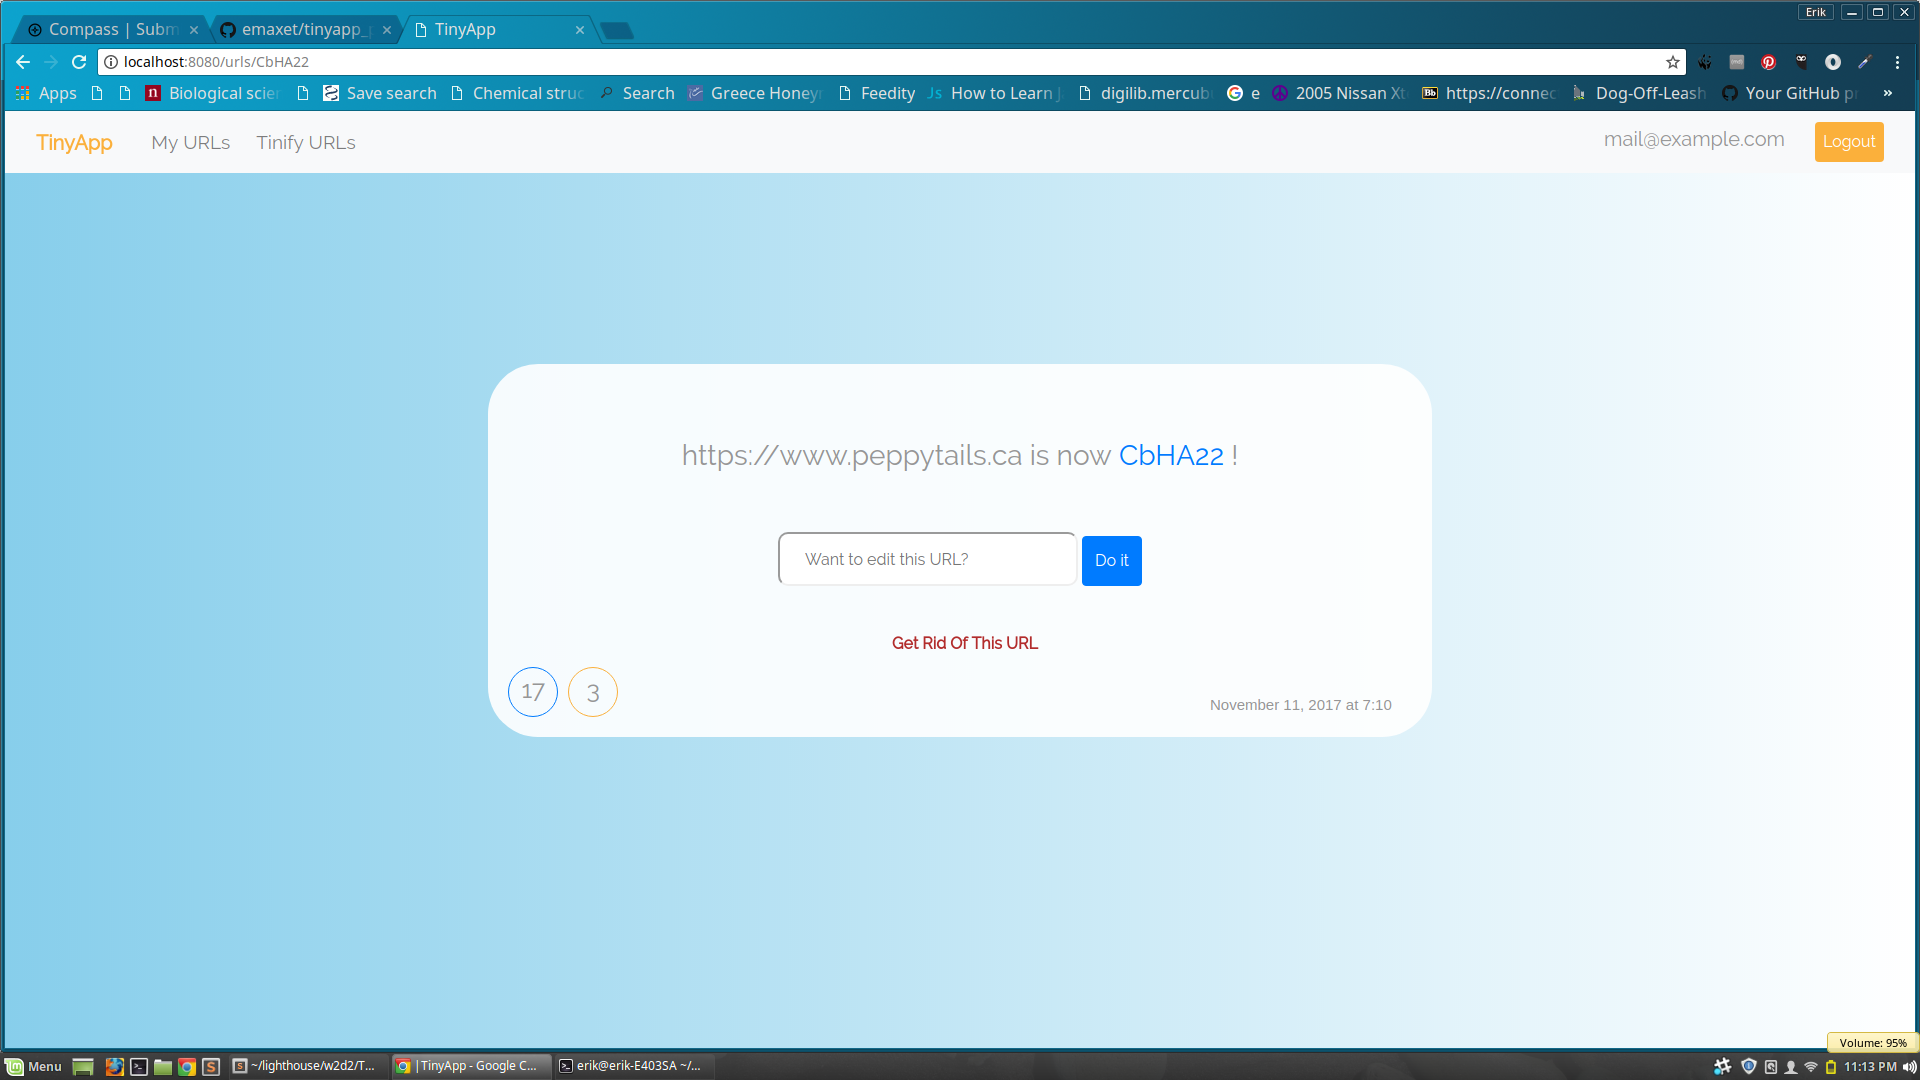 Erik
Compass | Subm
emaxet/tinyapp_p
TinyApp
localhost:8080/urls/CbHA22
Apps
Biological scie
Save search
Chemical struc
Search
Greece Honey
Feedity
Js How to Learn
digilib.mercub
e
2005 Nissan Xt
Bb https://connec
Dog-Off-Leash
Your GitHub p
»
TinyApp
My URLs
Tinify URLs
mail@example.com
Logout
https://www.peppytails.ca is now CbHA22 !
Want to edit this URL?
Do it
Get Rid Of This URL
17
3
November 11, 2017 at 7:10
Volume: 95%
Menu
~/lighthouse/w2d2/T...
TinyApp - Google C...
erik@erik-E403SA ~/...
11:13 PM